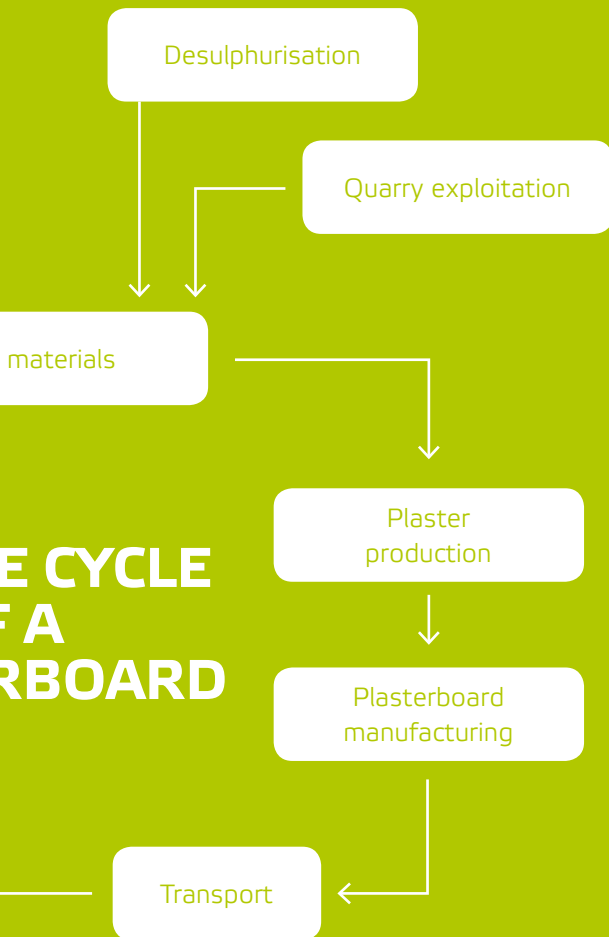 Desulphurisation
Quarry exploitation
materials
Plaster
production
E CYCLE
F A
RBOARD
Plasterboard
manufacturing
Transport